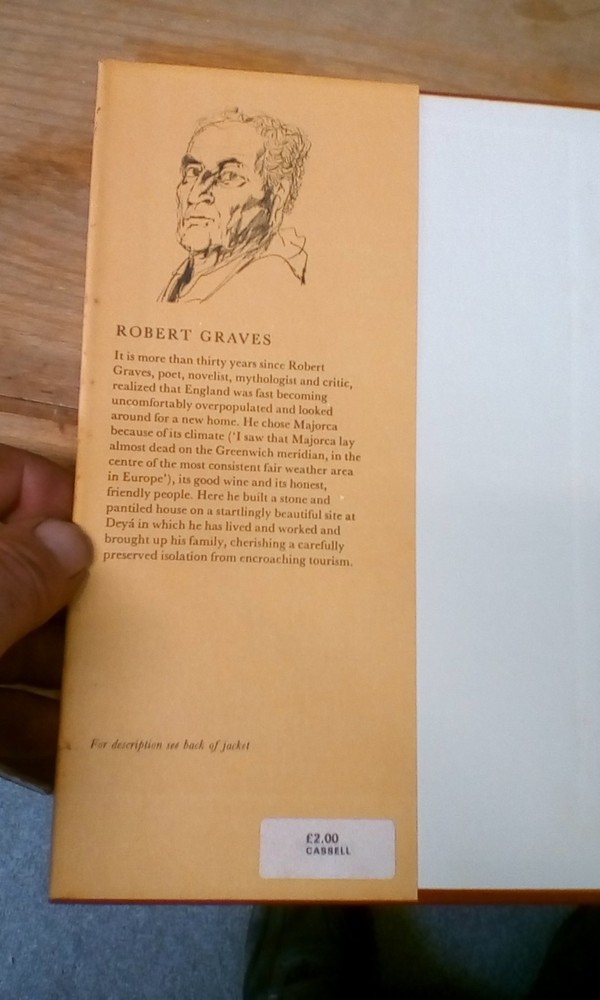 ROBERT GRAVES
It is more than thirty years since Robert
Graves, poet, novelist, mythologist and critic,
realized that England was fast becoming
uncomfortably overpopulated and looked
around for a new home. He chose Majorca
because of its climate (‘I saw that Majorca lay
almost dead on the Greenwich meridian, in the
centre of the most consistent fair weather area
in Europe’), its good wine and its honest,
friendly people. Here he built a stone and
pantiled house on a startlingly beautiful site at
Deyá in which he has lived and worked and
brought up his family, cherishing a carefully
preserved isolation from encroaching tourism.
For description see back of jacket
£2.00
CASSELL